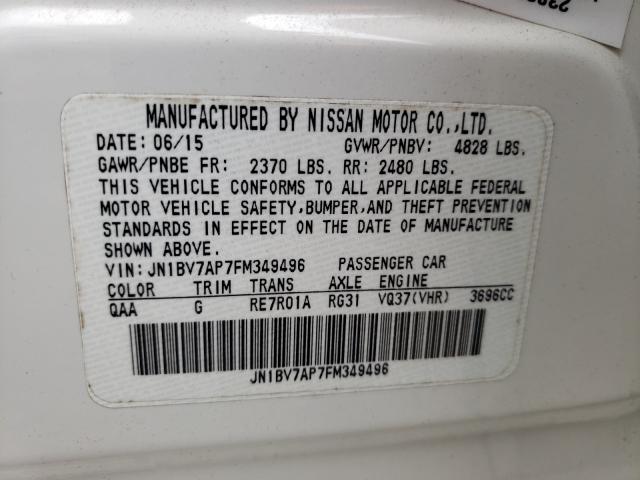 MANUFACTURED BY NISSAN MOTOR CO.,LTD.
DATE: 06/15 GVWR/PNBV: 4828 LBS.
GAWR/PNBE FR: 2370 LBS. RR: 2480 LBS.
THIS VEHICLE CONFORMS TO ALL APPLICABLE FEDERAL
MOTOR VEHICLE SAFETY,BUMPER,AND THEFT PREVENTION
STANDARDS IN EFFECT ON THE DATE OF MANUFACTURE
SHOWN ABOVE.
VIN: JN1BV7AP7FM349496 PASSENGER CAR
COLOR TRIM TRANS AXLE ENGINE
QAA G RE7R01A RG31 VQ37(VHR) 3696CC
JN1BV7AP7FM349496